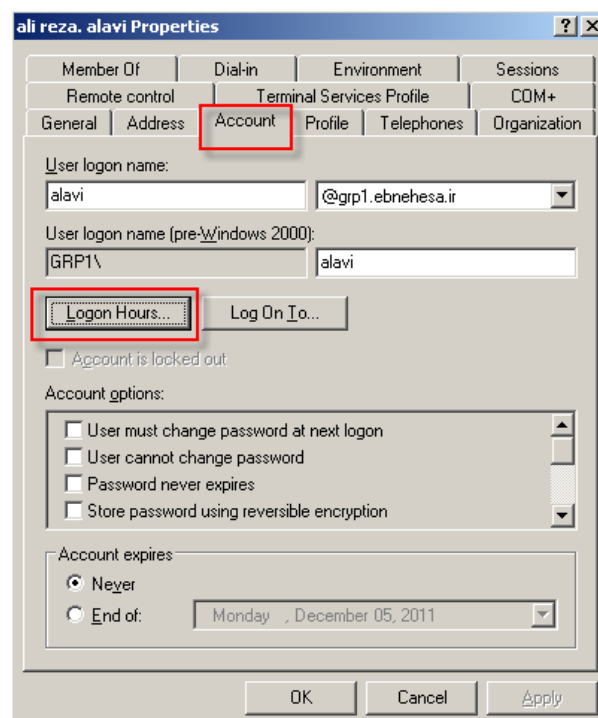 ali reza. alavi Properties
Member Of Dial-in Environment Sessions
Remote control Terminal Services Profile COM+
General Address Account Profile Telephones Organization
User logon name:
alavi @grp1.ebnehesa.ir
User logon name (pre-Windows 2000):
GRP1\ alavi
Logon Hours... Log On To...
Account is locked out
Account options:
User must change password at next logon
User cannot change password
Password never expires
Store password using reversible encryption
Account expires
Never
End of: Monday , December 05, 2011
OK Cancel Apply